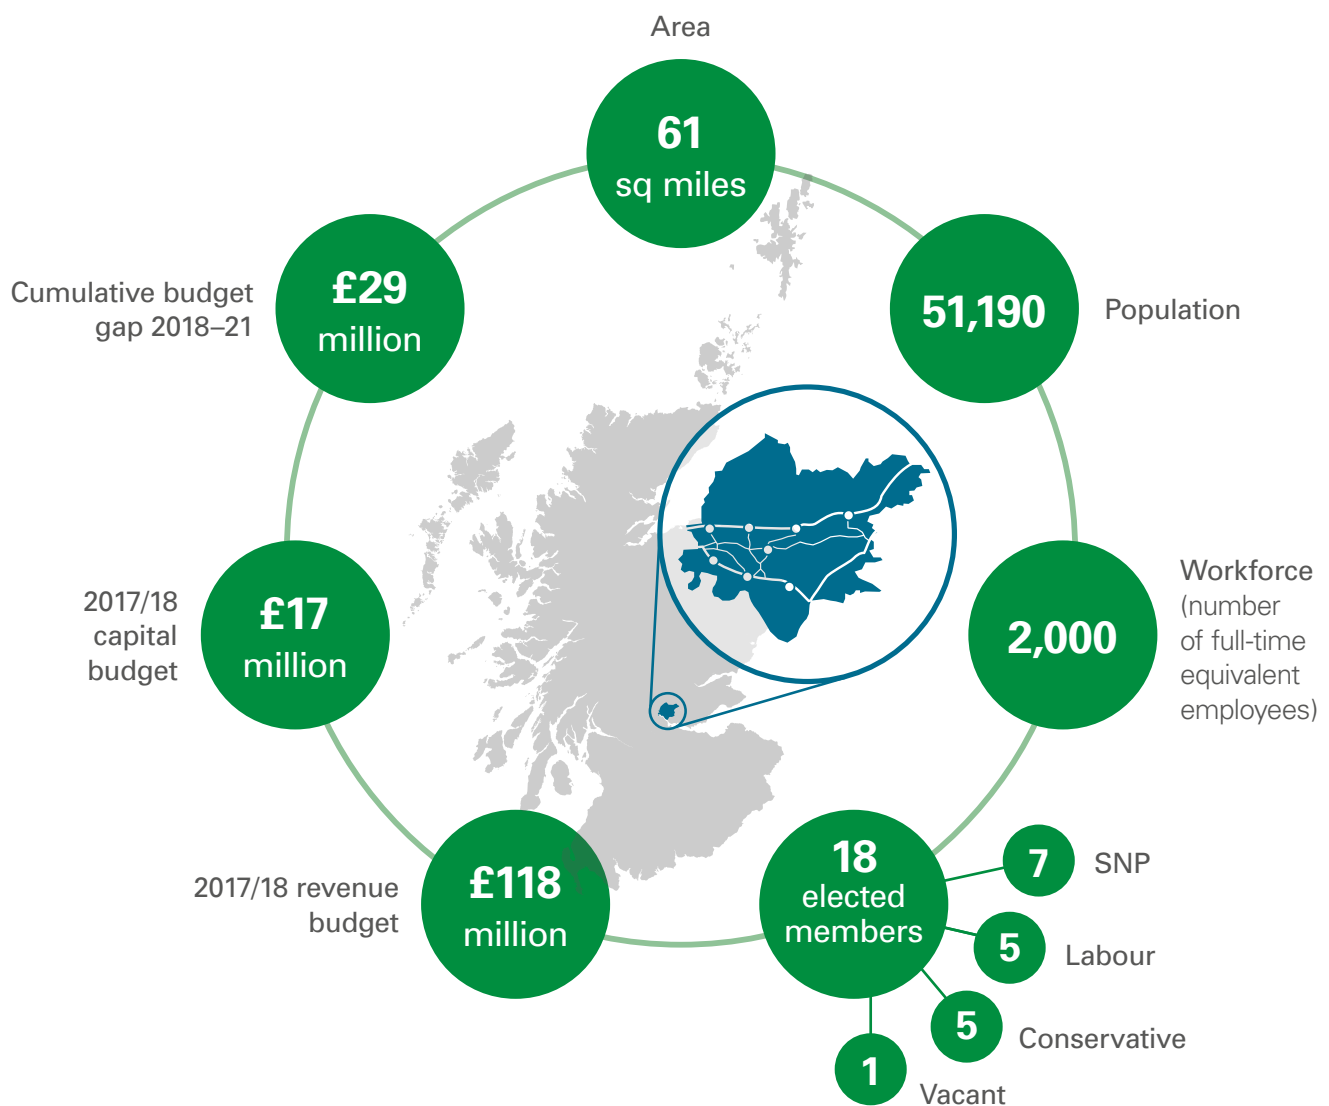 Area
61
sq miles
51,190
Population
Workforce
(number
of full-time
equivalent
employees)
2,000
18
elected
members
7
SNP
5
Labour
5
Conservative
1
Vacant
£118
million
2017/18 revenue
budget
£17
million
2017/18
capital
budget
£29
million
Cumulative budget
gap 2018–21